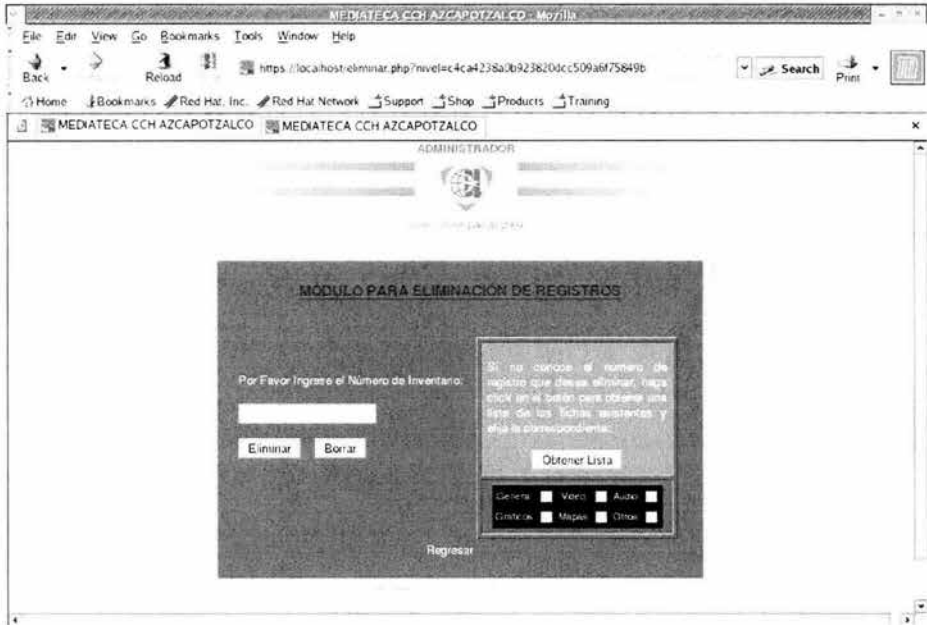 MEDIATECA CCH AZCAPOTZALCO - Mozilla
File Edit View Go Bookmarks Tools Window Help
Back Reload https://localhost/eliminar.php?nivel=c4ca4238a0b923820dcc509a6f75849b Search Print
Home Bookmarks Red Hat, Inc. Red Hat Network Support Shop Products Training
MEDIATECA CCH AZCAPOTZALCO MEDIATECA CCH AZCAPOTZALCO
ADMINISTRADOR
MÓDULO PARA ELIMINACIÓN DE REGISTROS
Por Favor Ingrese el Número de Inventario:
Eliminar Borrar
Si no conoce el número de
registro que desea eliminar, haga
click en el botón para obtener una
lista de las fichas existentes y
elija la correspondiente:
Obtener Lista
General Video Audio
Gráficos Mapas Otros
Regresar